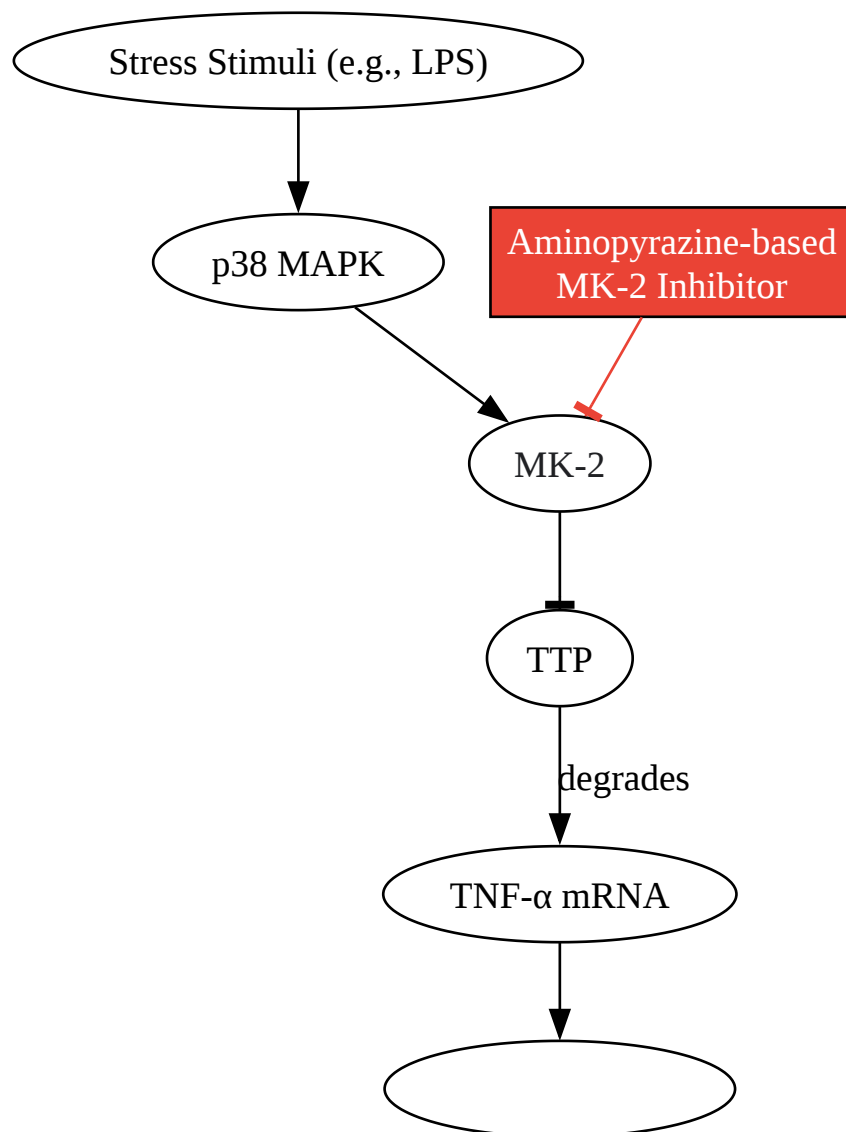 Stress Stimuli (e.g., LPS)
p38 MAPK
Aminopyrazine-based
MK-2 Inhibitor
MK-2
TTP
degrades
TNF-α mRNA